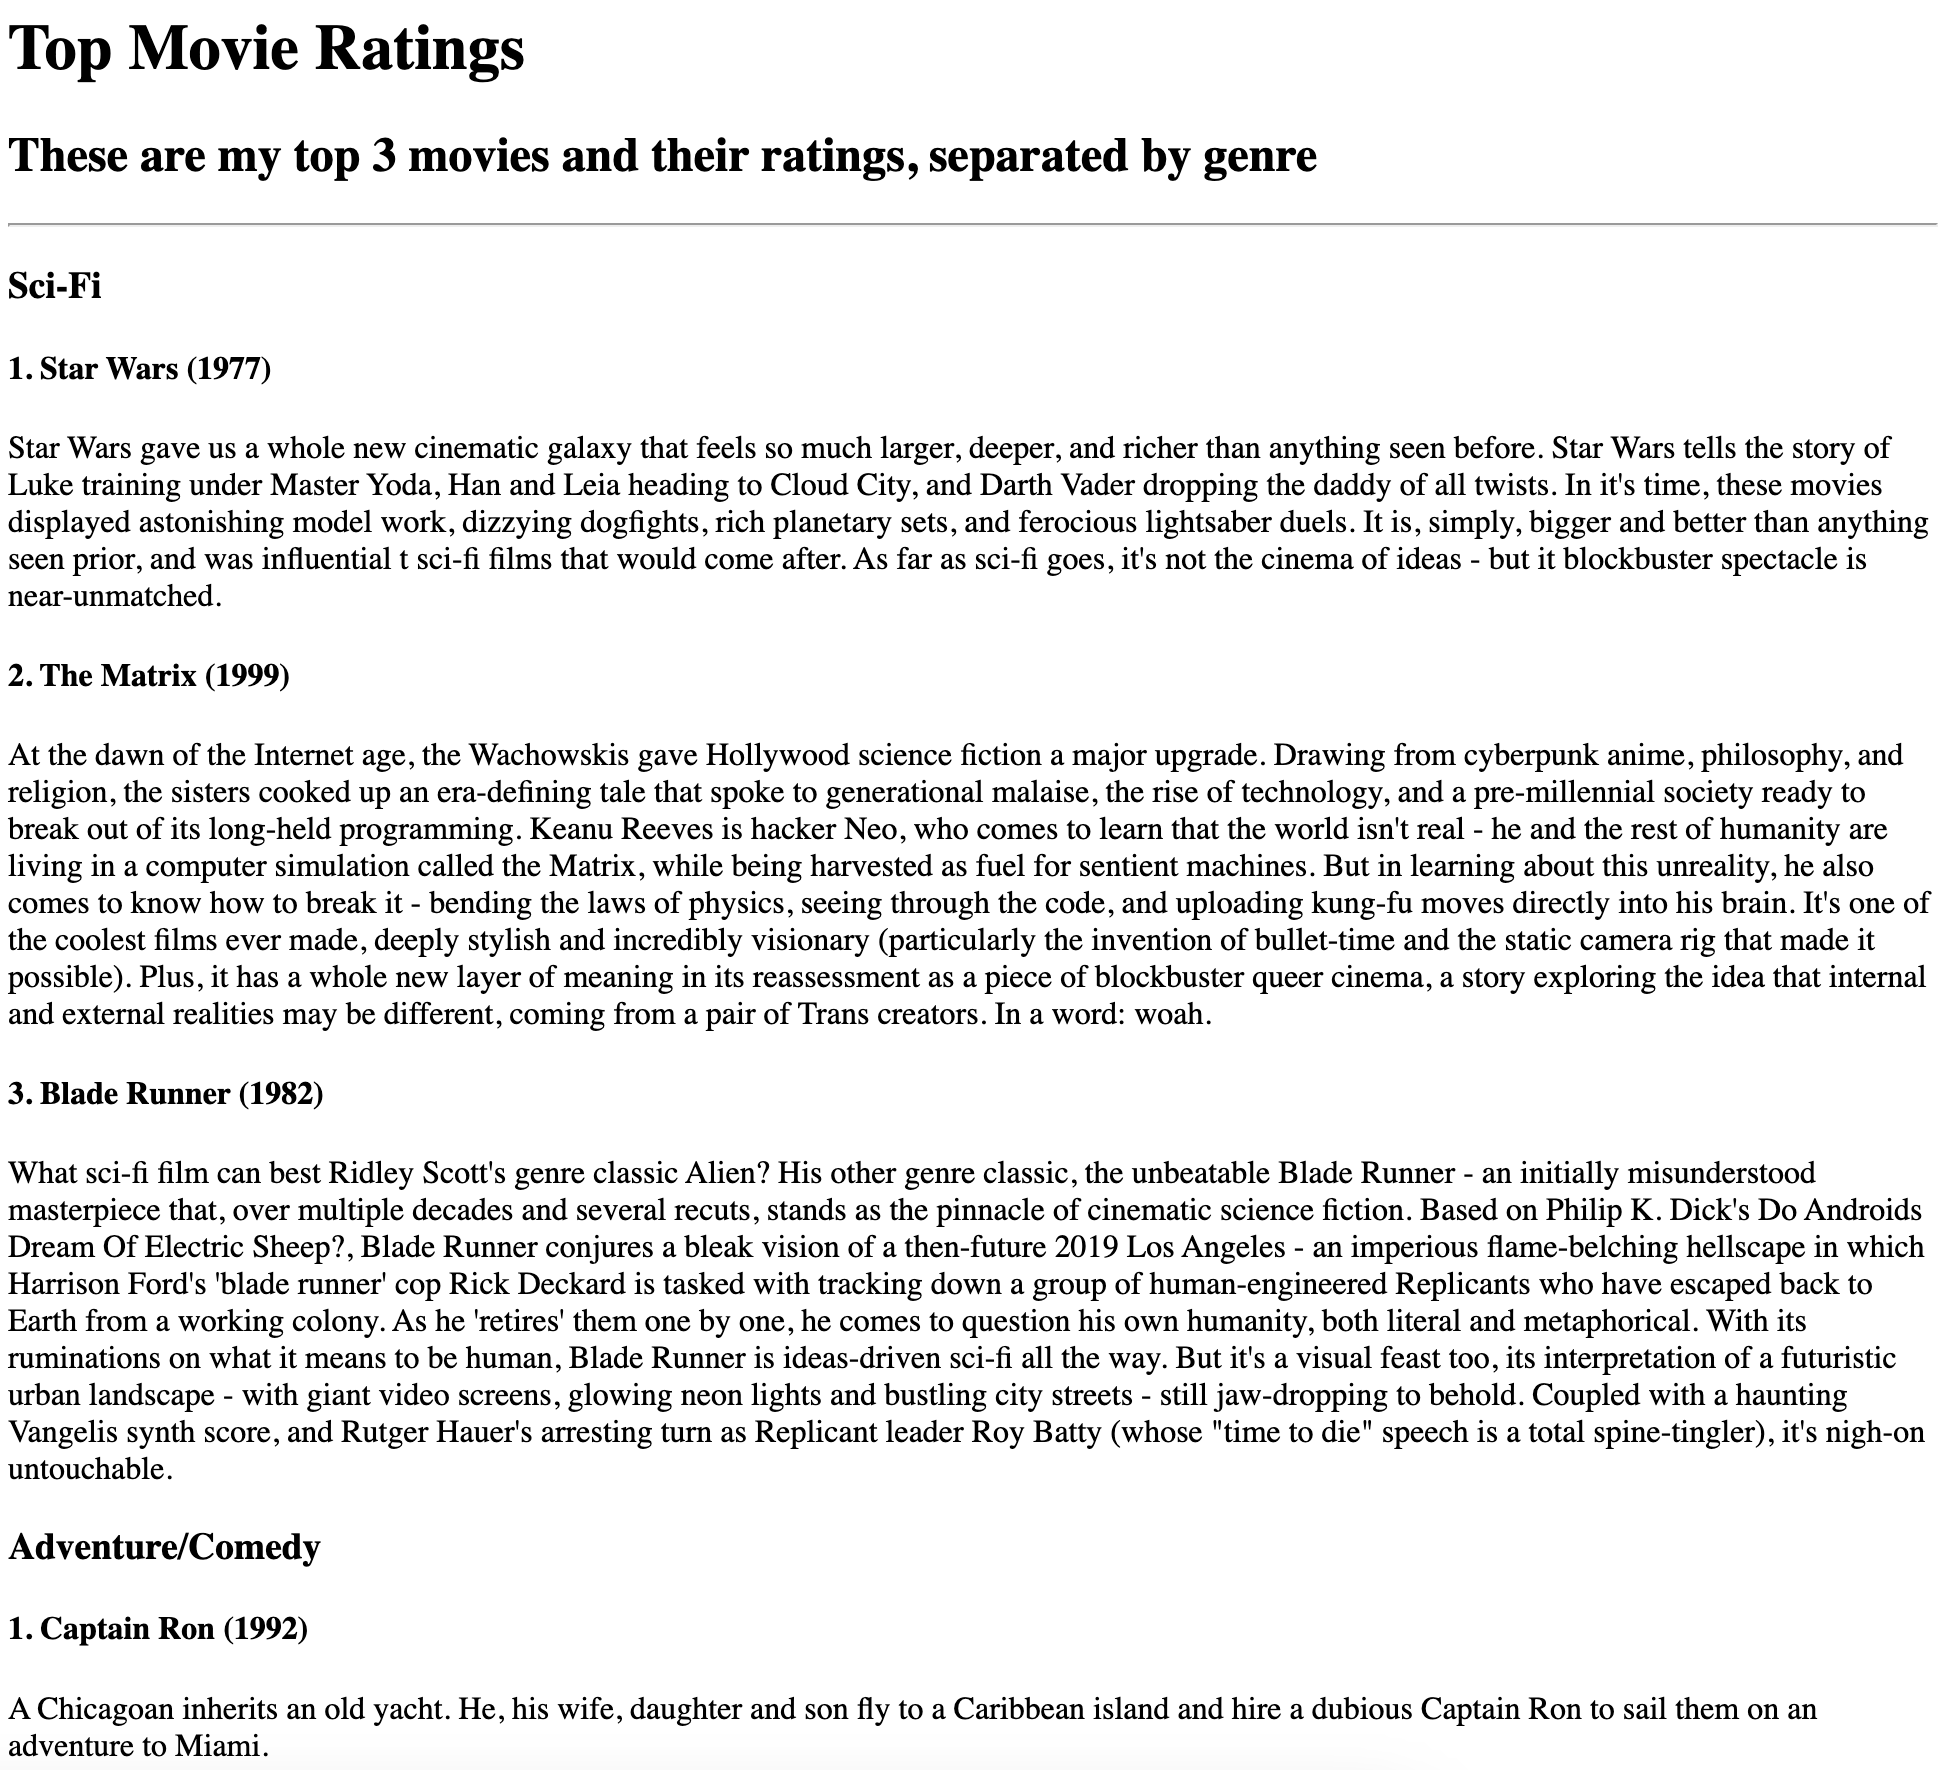 Top Movie Ratings
These are my top 3 movies and their ratings, separated by genre
Sci-Fi
1. Star Wars (1977)
Star Wars gave us a whole new cinematic galaxy that feels so much larger, deeper, and richer than anything seen before. Star Wars tells the story of
Luke training under Master Yoda, Han and Leia heading to Cloud City, and Darth Vader dropping the daddy of all twists. In it's time, these movies
displayed astonishing model work, dizzying dogfights, rich planetary sets, and ferocious lightsaber duels. It is, simply, bigger and better than anything
seen prior, and was influential t sci-fi films that would come after. As far as sci-fi goes, it's not the cinema of ideas - but it blockbuster spectacle is
near-unmatched.
2. The Matrix (1999)
At the dawn of the Internet age, the Wachowskis gave Hollywood science fiction a major upgrade. Drawing from cyberpunk anime, philosophy, and
religion, the sisters cooked up an era-defining tale that spoke to generational malaise, the rise of technology, and a pre-millennial society ready to
break out of its long-held programming. Keanu Reeves is hacker Neo, who comes to learn that the world isn't real - he and the rest of humanity are
living in a computer simulation called the Matrix, while being harvested as fuel for sentient machines. But in learning about this unreality, he also
comes to know how to break it - bending the laws of physics, seeing through the code, and uploading kung-fu moves directly into his brain. It's one of
the coolest films ever made, deeply stylish and incredibly visionary (particularly the invention of bullet-time and the static camera rig that made it
possible). Plus, it has a whole new layer of meaning in its reassessment as a piece of blockbuster queer cinema, a story exploring the idea that internal
and external realities may be different, coming from a pair of Trans creators. In a word: woah.
3. Blade Runner (1982)
What sci-fi film can best Ridley Scott's genre classic Alien? His other genre classic, the unbeatable Blade Runner - an initially misunderstood
masterpiece that, over multiple decades and several recuts, stands as the pinnacle of cinematic science fiction. Based on Philip K. Dick's Do Androids
Dream Of Electric Sheep?, Blade Runner conjures a bleak vision of a then-future 2019 Los Angeles - an imperious flame-belching hellscape in which
Harrison Ford's 'blade runner' cop Rick Deckard is tasked with tracking down a group of human-engineered Replicants who have escaped back to
Earth from a working colony. As he 'retires' them one by one, he comes to question his own humanity, both literal and metaphorical. With its
ruminations on what it means to be human, Blade Runner is ideas-driven sci-fi all the way. But it's a visual feast too, its interpretation of a futuristic
urban landscape - with giant video screens, glowing neon lights and bustling city streets - still jaw-dropping to behold. Coupled with a haunting
Vangelis synth score, and Rutger Hauer's arresting turn as Replicant leader Roy Batty (whose "time to die" speech is a total spine-tingler), it's nigh-on
untouchable.
Adventure/Comedy
1. Captain Ron (1992)
A Chicagoan inherits an old yacht. He, his wife, daughter and son fly to a Caribbean island and hire a dubious Captain Ron to sail them on an
adventure to Miami.